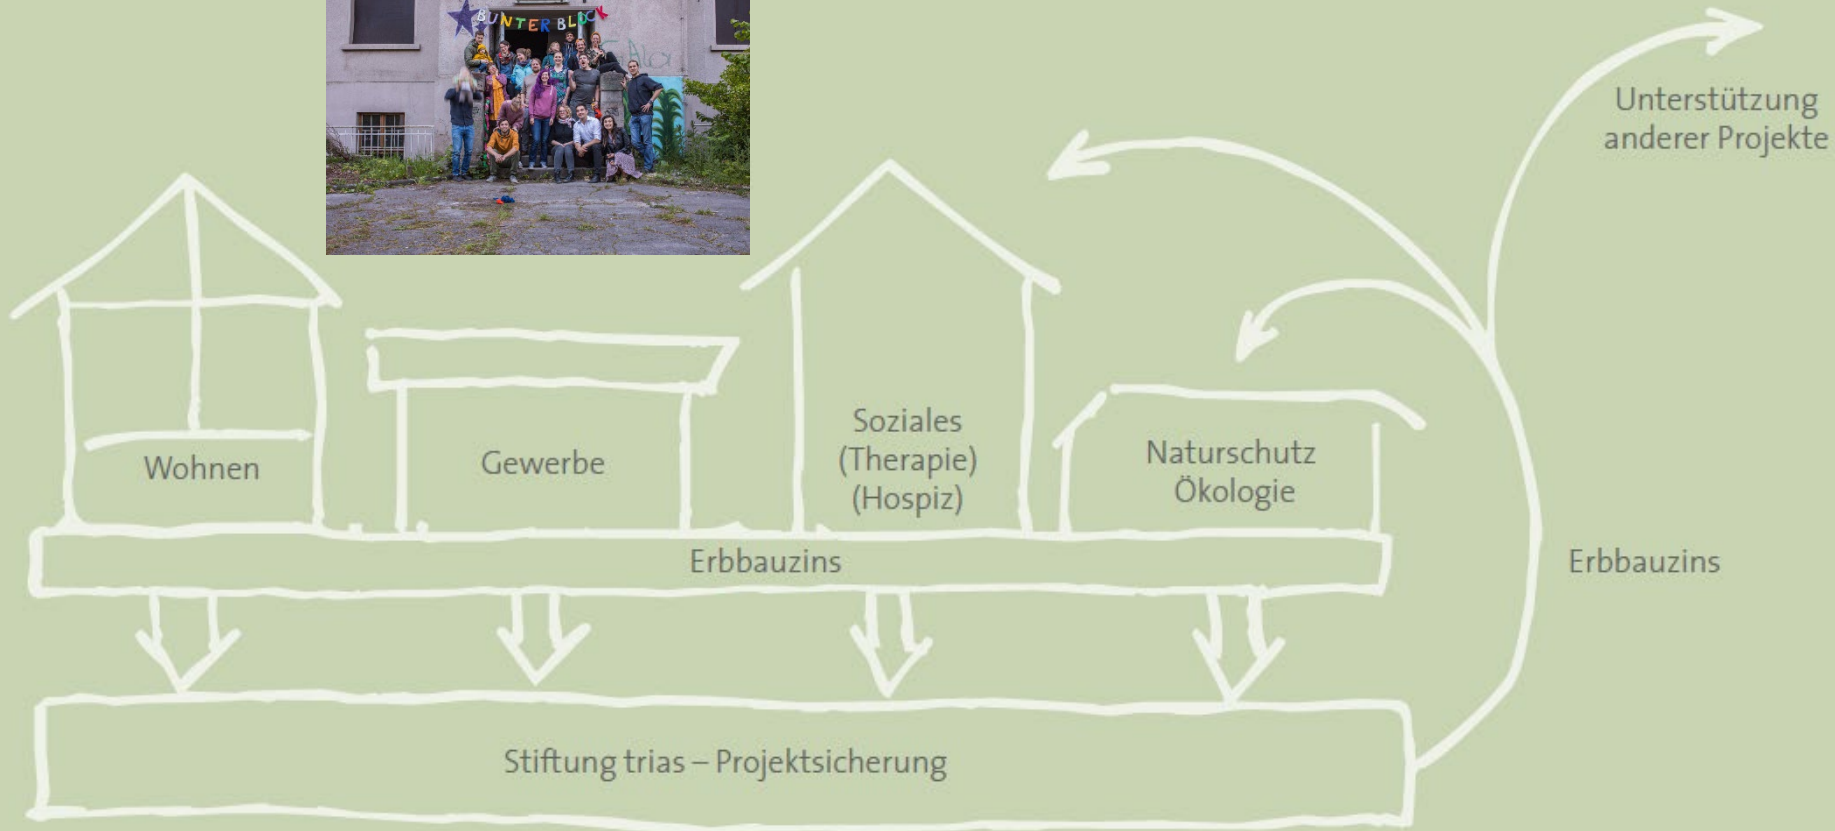 BUNTER BLOCK
Unterstützung
anderer Projekte
Wohnen
Gewerbe
Soziales
(Therapie)
(Hospiz)
Naturschutz
Ökologie
Erbbauzins
Erbbauzins
Stiftung trias – Projektsicherung